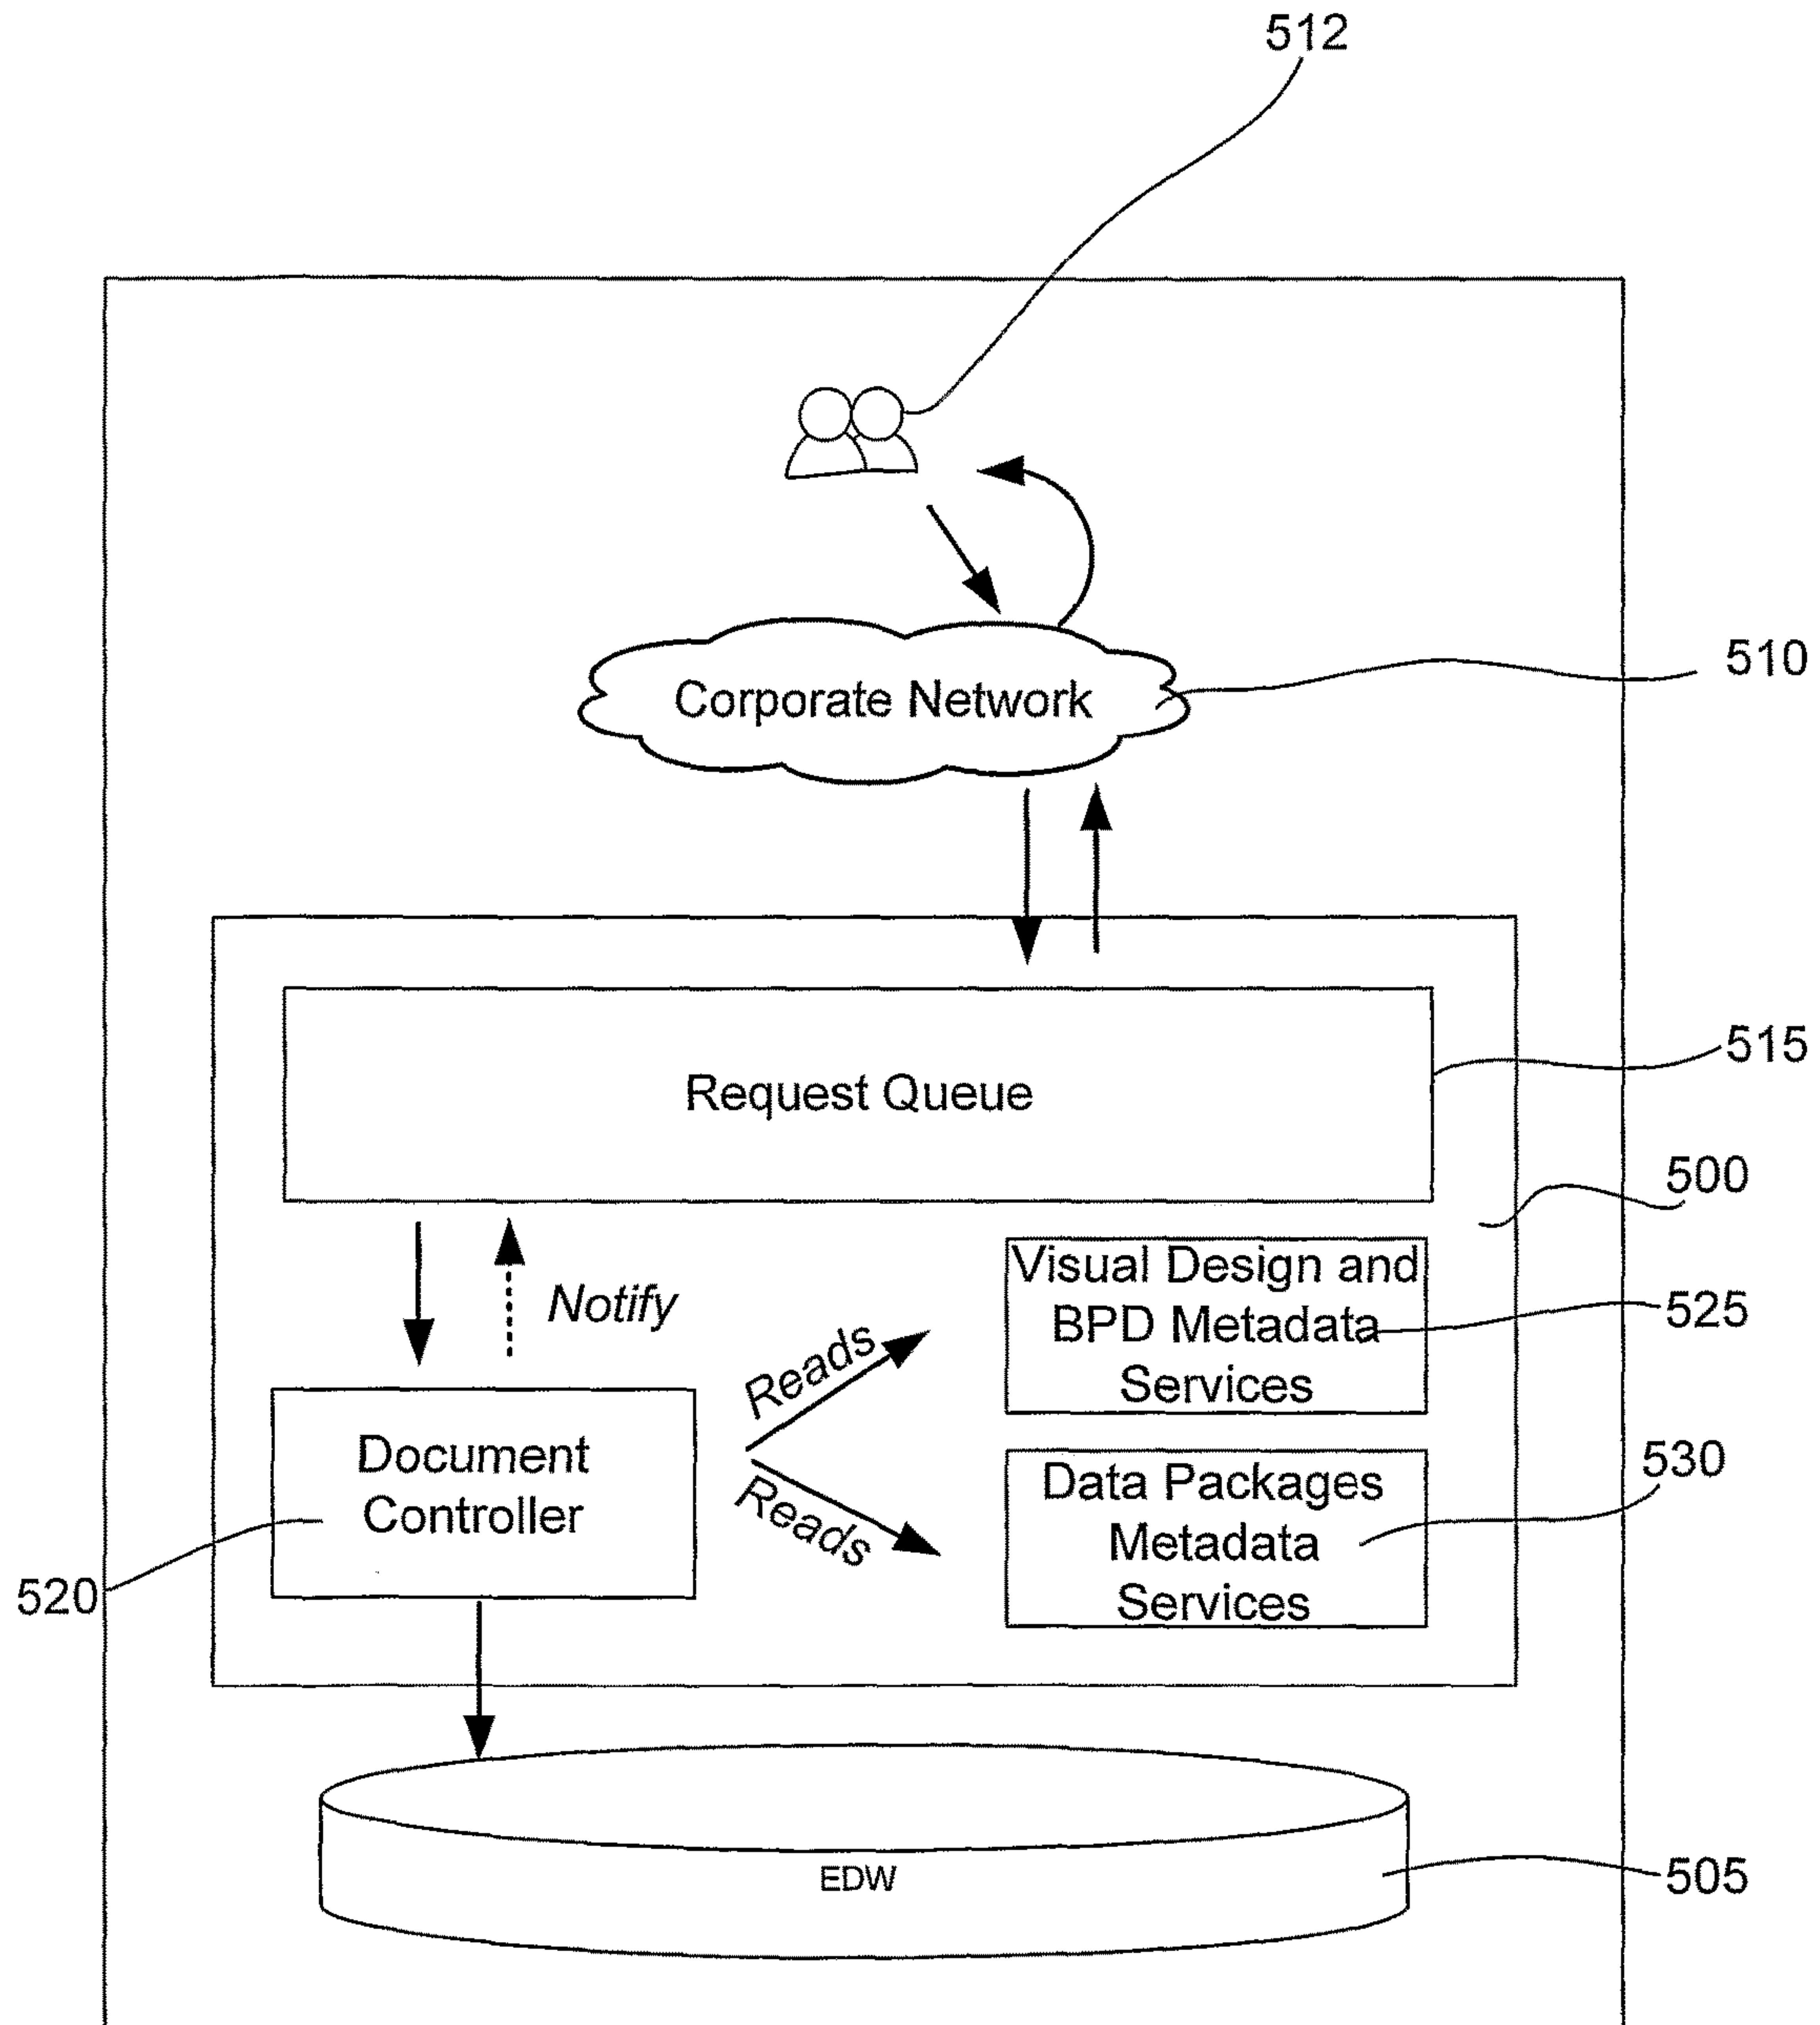 512
510
Corporate Network
515
Request Queue
500
Visual Design and
BPD Metadata
Services
525
Notify
Reads
Reads
Document
Controller
520
Data Packages
Metadata
Services
530
EDW
505